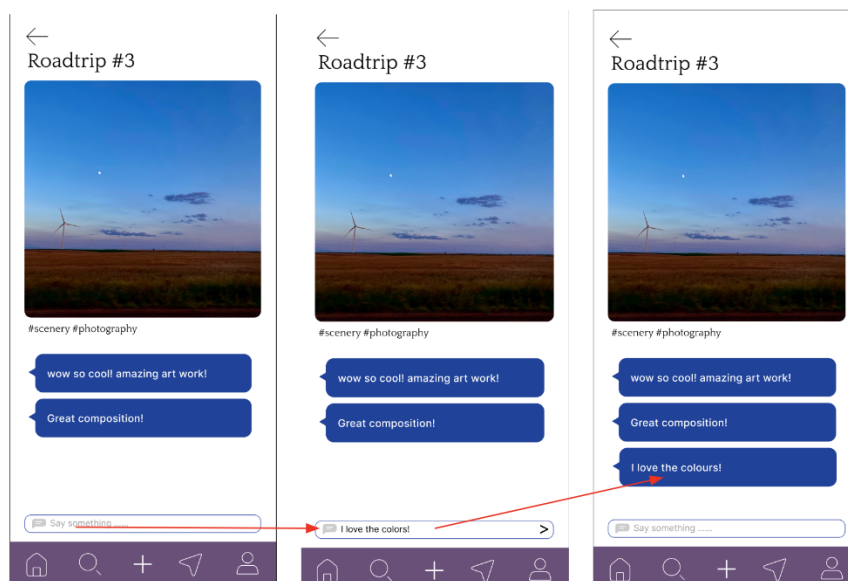 Roadtrip #3
#scenery #photography
wow so cool! amazing art work!
Great composition!
Say something ......
Roadtrip #3
#scenery #photography
wow so cool! amazing art work!
Great composition!
I love the colors!
Roadtrip #3
#scenery #photography
wow so cool! amazing art work!
Great composition!
I love the colours!
Say something ......